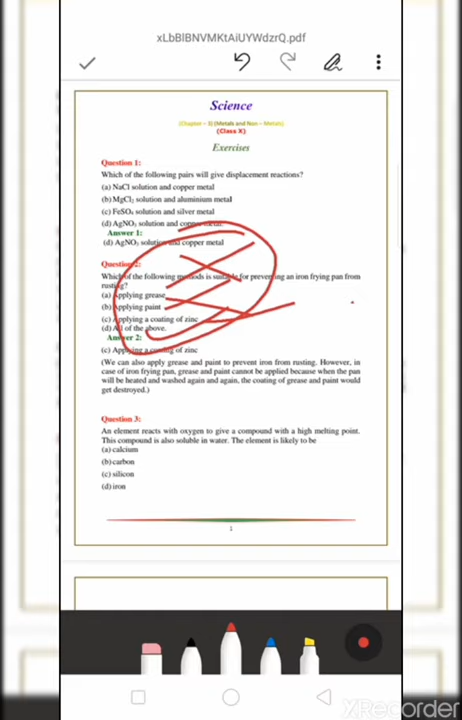 xLbBlBNVMKtAiUYWdzrQ.pdf
Science
(Chapter – 3) (Metals and Non – Metals)
(Class X)
Exercises
Question 1:
Which of the following pairs will give displacement reactions?
(a) NaCl solution and copper metal
(b) MgCl₂ solution and aluminium metal
(c) FeSO₄ solution and silver metal
(d) AgNO₃ solution and copper metal.
Answer 1:
(d) AgNO₃ solution and copper metal
Question 2:
Which of the following methods is suitable for preventing an iron frying pan from
rusting?
(a) Applying grease
(b) Applying paint
(c) Applying a coating of zinc
(d) All of the above.
Answer 2:
(c) Applying a coating of zinc
(We can also apply grease and paint to prevent iron from rusting. However, in
case of iron frying pan, grease and paint cannot be applied because when the pan
will be heated and washed again and again, the coating of grease and paint would
get destroyed.)
Question 3:
An element reacts with oxygen to give a compound with a high melting point.
This compound is also soluble in water. The element is likely to be
(a) calcium
(b) carbon
(c) silicon
(d) iron
1
XRecorder